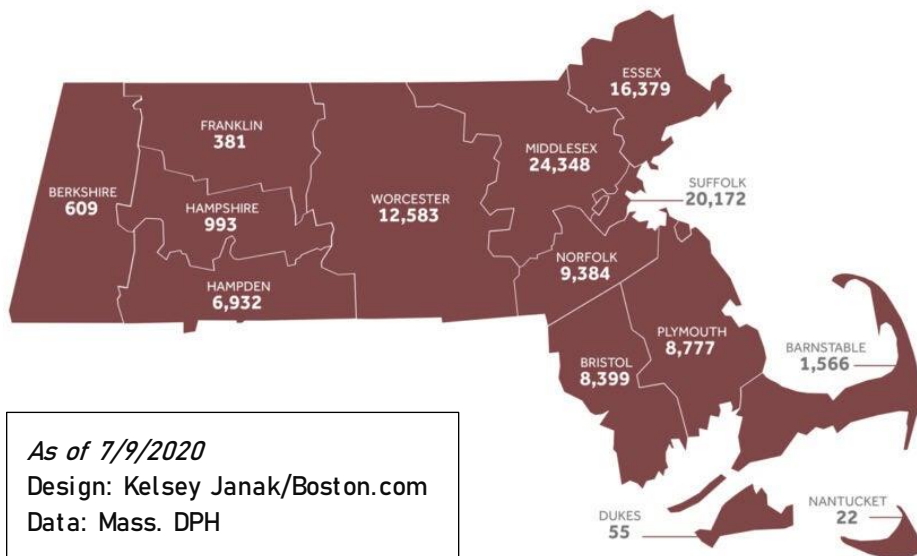 ESSEX
16,379
FRANKLIN
381
MIDDLESEX
24,348
SUFFOLK
20,172
BERKSHIRE
609
HAMPSHIRE
993
WORCESTER
12,583
NORFOLK
9,384
HAMPDEN
6,932
PLYMOUTH
8,777
BARNSTABLE
1,566
BRISTOL
8,399
As of 7/9/2020
Design: Kelsey Janak/Boston.com
Data: Mass. DPH
DUKES
55
NANTUCKET
22